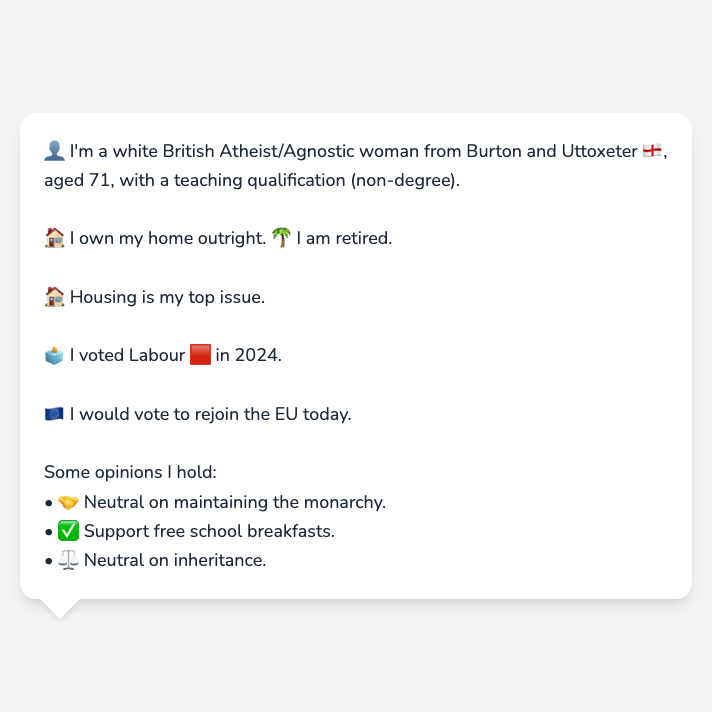 👤 I'm a white British Atheist/Agnostic woman from Burton and Uttoxeter 🏴󠁧󠁢󠁥󠁮󠁧󠁿,
aged 71, with a teaching qualification (non-degree).
🏠 I own my home outright. 🌴 I am retired.
🏠 Housing is my top issue.
🗳️ I voted Labour 🟥 in 2024.
🇪🇺 I would vote to rejoin the EU today.
Some opinions I hold:
• 🤝 Neutral on maintaining the monarchy.
• ✅ Support free school breakfasts.
• ⚖️ Neutral on inheritance.